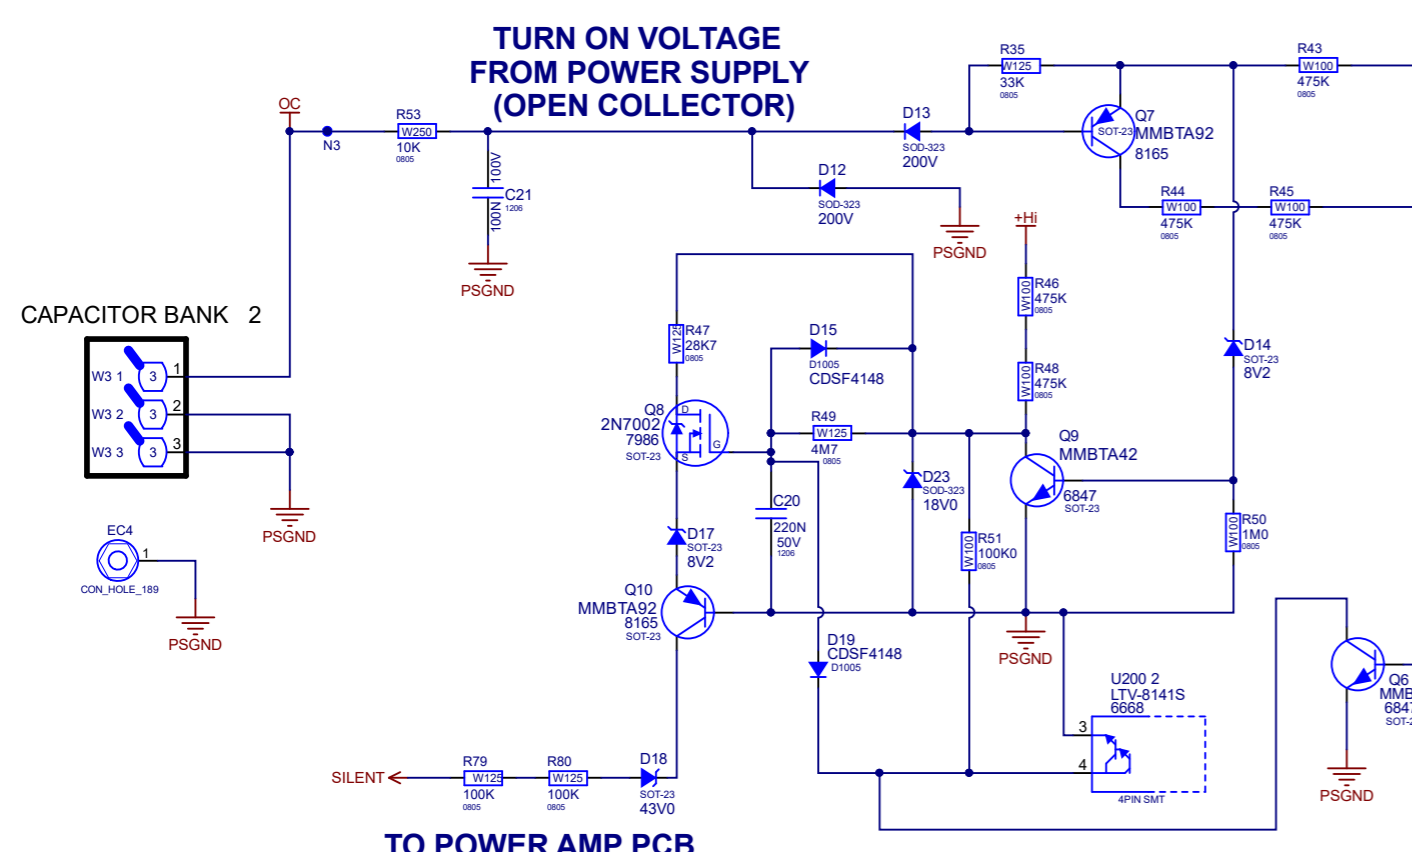 TURN ON VOLTAGE
FROM POWER SUPPLY
(OPEN COLLECTOR)
OC
N3
R53
W250
10K
0805
100V
C21
100N
1206
PSGND
D13
SOD-323
200V
D12
SOD-323
200V
PSGND
R35
W125
33K
0805
Q7
SOT-23
MMBTA92
8165
R43
W100
475K
0805
R44
W100
475K
0805
R45
W100
475K
0805
+Hi
R46
W100
475K
0805
R48
W100
475K
0805
D14
SOT-23
8V2
CAPACITOR BANK 2
W3 1
3
1
W3 2
3
2
W3 3
3
3
PSGND
EC4
1
CON_HOLE_189
PSGND
R47
W125
28K7
0805
D15
D1005
CDSF4148
Q8
2N7002
7986
SOT-23
D
G
S
R49
W125
4M7
0805
Q9
MMBTA42
6847
SOT-23
D23
SOD-323
18V0
C20
220N
50V
1206
R51
W100
100K0
0805
R50
W100
1M0
0805
D17
SOT-23
8V2
Q10
MMBTA92
8165
SOT-23
D19
CDSF4148
D1005
PSGND
U200 2
LTV-8141S
6668
3
4
4PIN SMT
Q6
MMB
6847
SOT-2
PSGND
SILENT
R79
W125
100K
0805
R80
W125
100K
0805
D18
SOT-23
43V0
TO POWER AMP PCB